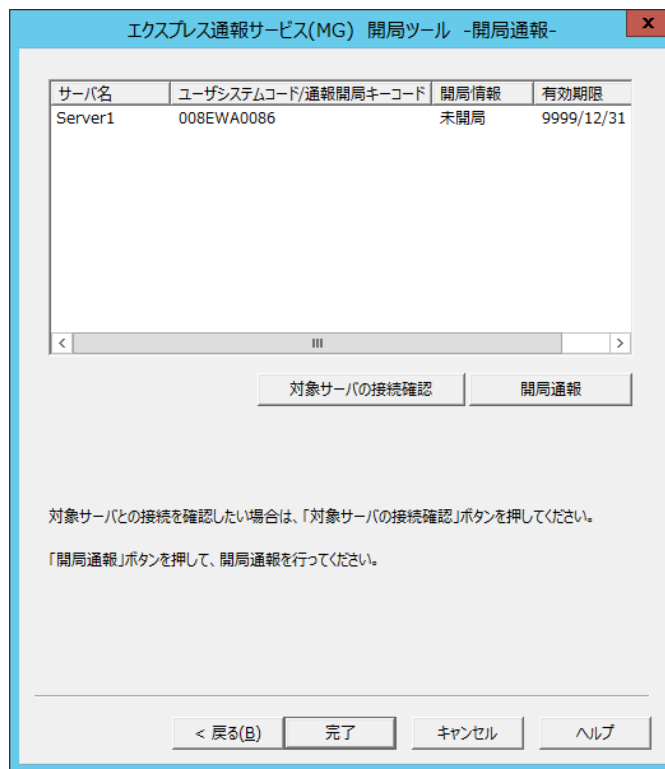 エクスプレス通報サービス(MG) 開局ツール -開局通報-
x
サーバ名 ユーザシステムコード/通報開局キーコード 開局情報 有効期限
Server1 008EWA0086 未開局 9999/12/31
対象サーバの接続確認 開局通報
対象サーバとの接続を確認したい場合は、「対象サーバの接続確認」ボタンを押してください。
「開局通報」ボタンを押して、開局通報を行ってください。
< 戻る(B) 完了 キャンセル ヘルプ